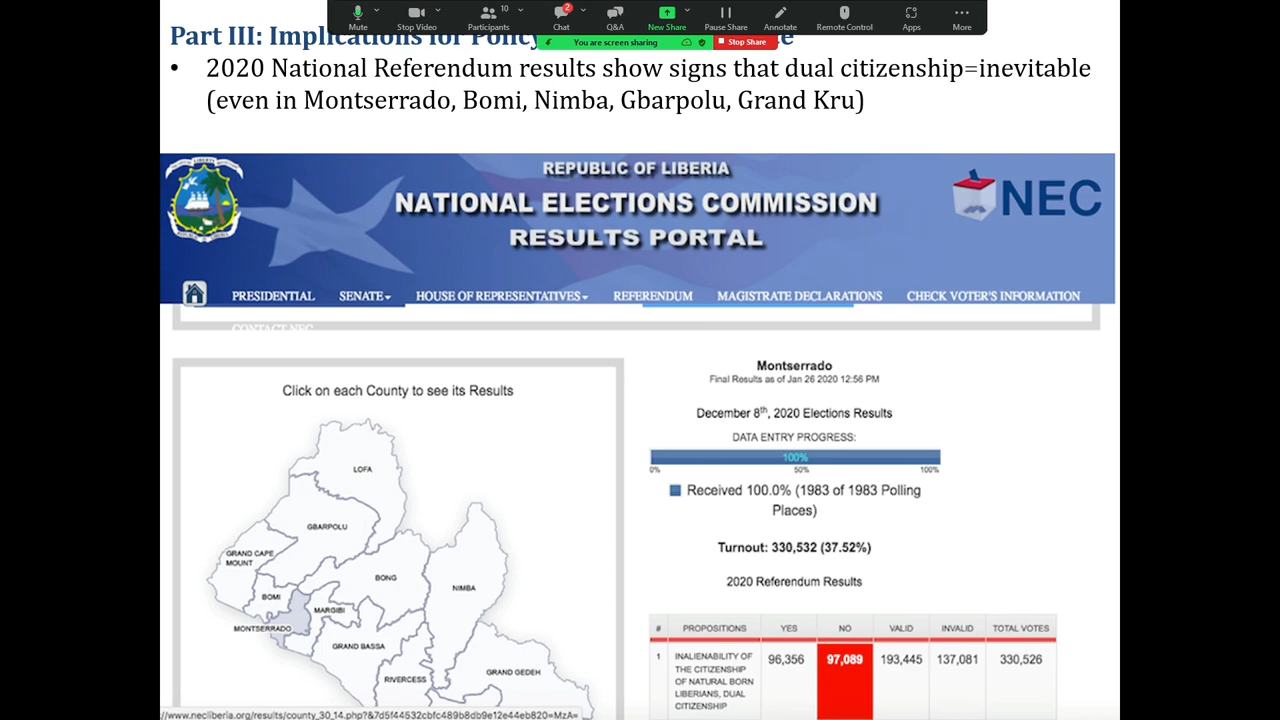 Mute
Stop Video
10
Participants
2
Chat
Q&A
New Share
Pause Share
Annotate
Remote Control
Apps
More
You are screen sharing
Stop Share
Part III: Implications for Policy
• 2020 National Referendum results show signs that dual citizenship=inevitable
(even in Montserrado, Bomi, Nimba, Gbarpolu, Grand Kru)
REPUBLIC OF LIBERIA
NATIONAL ELECTIONS COMMISSION
RESULTS PORTAL
NEC
PRESIDENTIAL SENATE HOUSE OF REPRESENTATIVES REFERENDUM MAGISTRATE DECLARATIONS CHECK VOTER'S INFORMATION
CONTACT NEC
Click on each County to see its Results
LOFA
GBARPOLU
GRAND CAPE
MOUNT
BONG
NIMBA
BOMI
MARGIBI
MONTSERRADO
GRAND BASSA
GRAND GEDEH
RIVERCESS
Montserrado
Final Results as of Jan 26 2020 12:56 PM
December 8th, 2020 Elections Results
DATA ENTRY PROGRESS:
100%
0% 50% 100%
Received 100.0% (1983 of 1983 Polling
Places)
Turnout: 330,532 (37.52%)
2020 Referendum Results
# PROPOSITIONS YES NO VALID INVALID TOTAL VOTES
1 INALIENABILITY OF 96,356 97,089 193,445 137,081 330,526
THE CITIZENSHIP
OF NATURAL BORN
LIBERIANS, DUAL
CITIZENSHIP